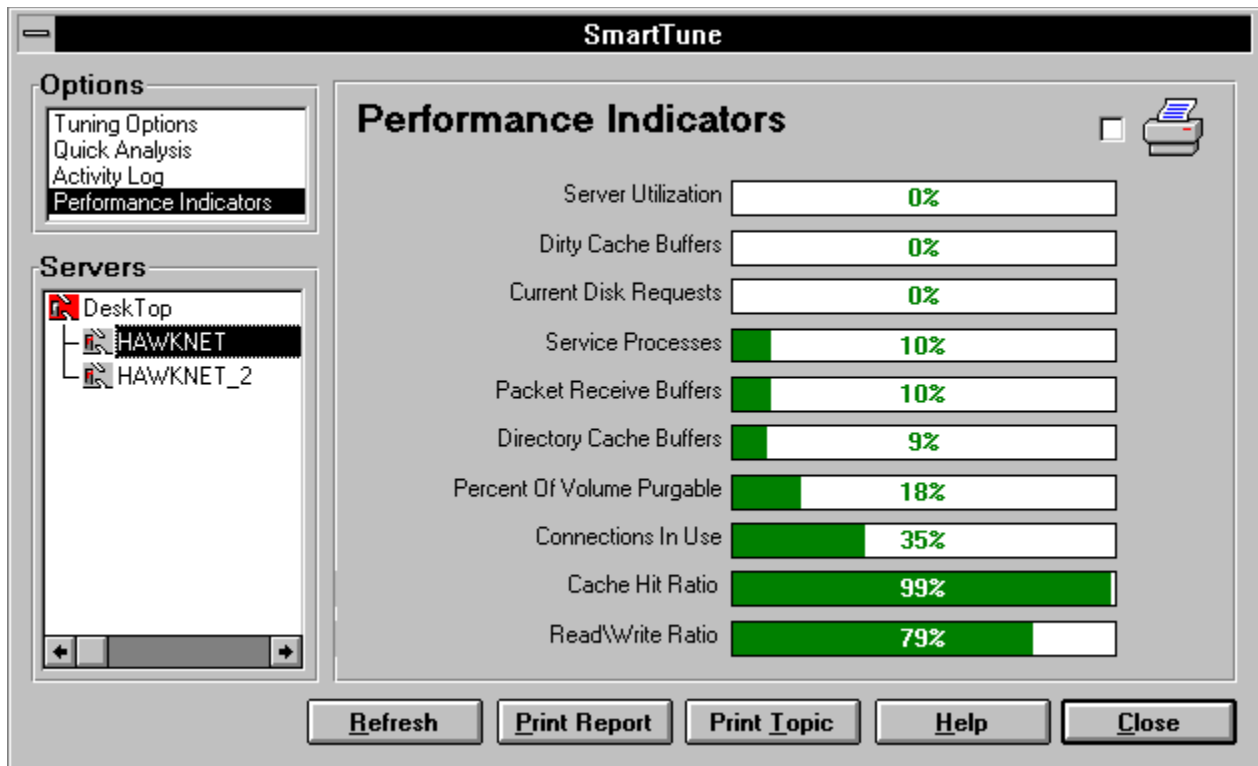 SmartTune
Options
Tuning Options
Quick Analysis
Activity Log
Performance Indicators
Servers
DeskTop
HAWKNET
HAWKNET_2
Performance Indicators
Server Utilization 0%
Dirty Cache Buffers 0%
Current Disk Requests 0%
Service Processes 10%
Packet Receive Buffers 10%
Directory Cache Buffers 9%
Percent Of Volume Purgable 18%
Connections In Use 35%
Cache Hit Ratio 99%
Read\Write Ratio 79%
Refresh Print Report Print Topic Help Close